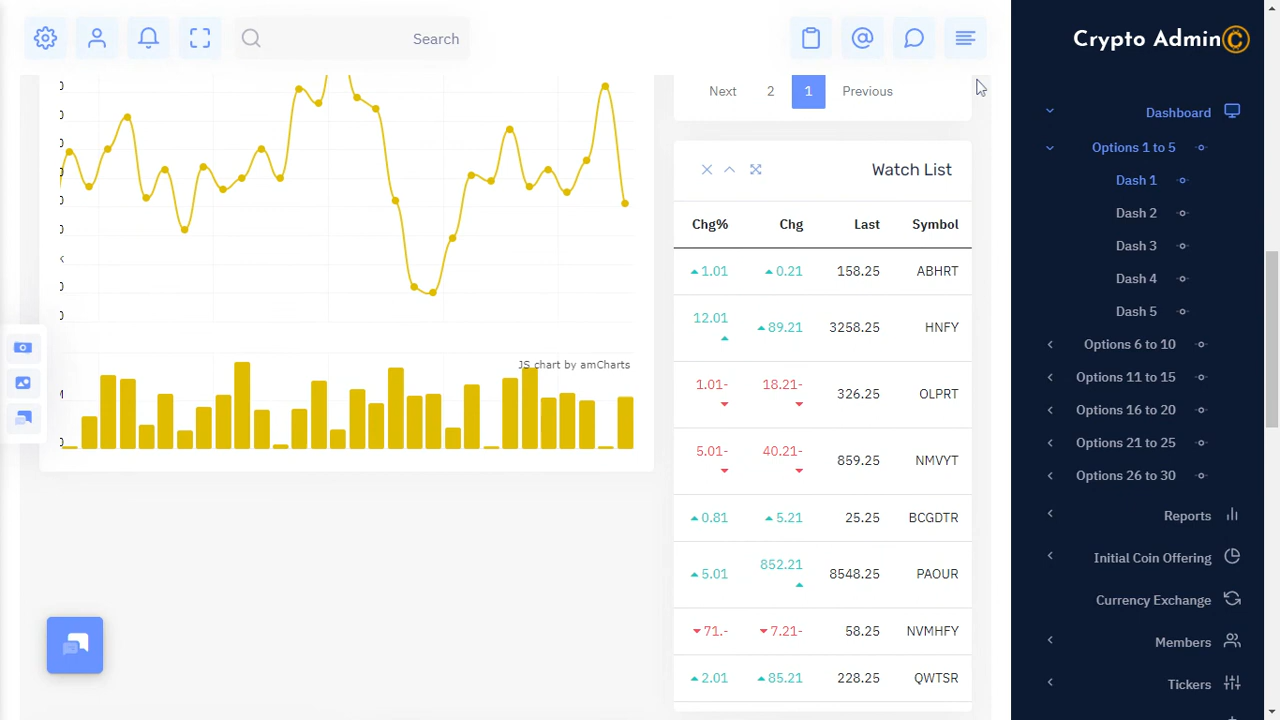 Search
Crypto Admin
Next 2 1 Previous
JS chart by amCharts
M
0
Watch List
Chg% Chg Last Symbol
1.01 0.21 158.25 ABHRT
12.01 89.21 3258.25 HNFY
1.01- 18.21- 326.25 OLPRT
5.01- 40.21- 859.25 NMVYT
0.81 5.21 25.25 BCGDTR
5.01 852.21 8548.25 PAOUR
71.- 7.21- 58.25 NVMHFY
2.01 85.21 228.25 QWTSR
Dashboard
Options 1 to 5
Dash 1
Dash 2
Dash 3
Dash 4
Dash 5
Options 6 to 10
Options 11 to 15
Options 16 to 20
Options 21 to 25
Options 26 to 30
Reports
Initial Coin Offering
Currency Exchange
Members
Tickers